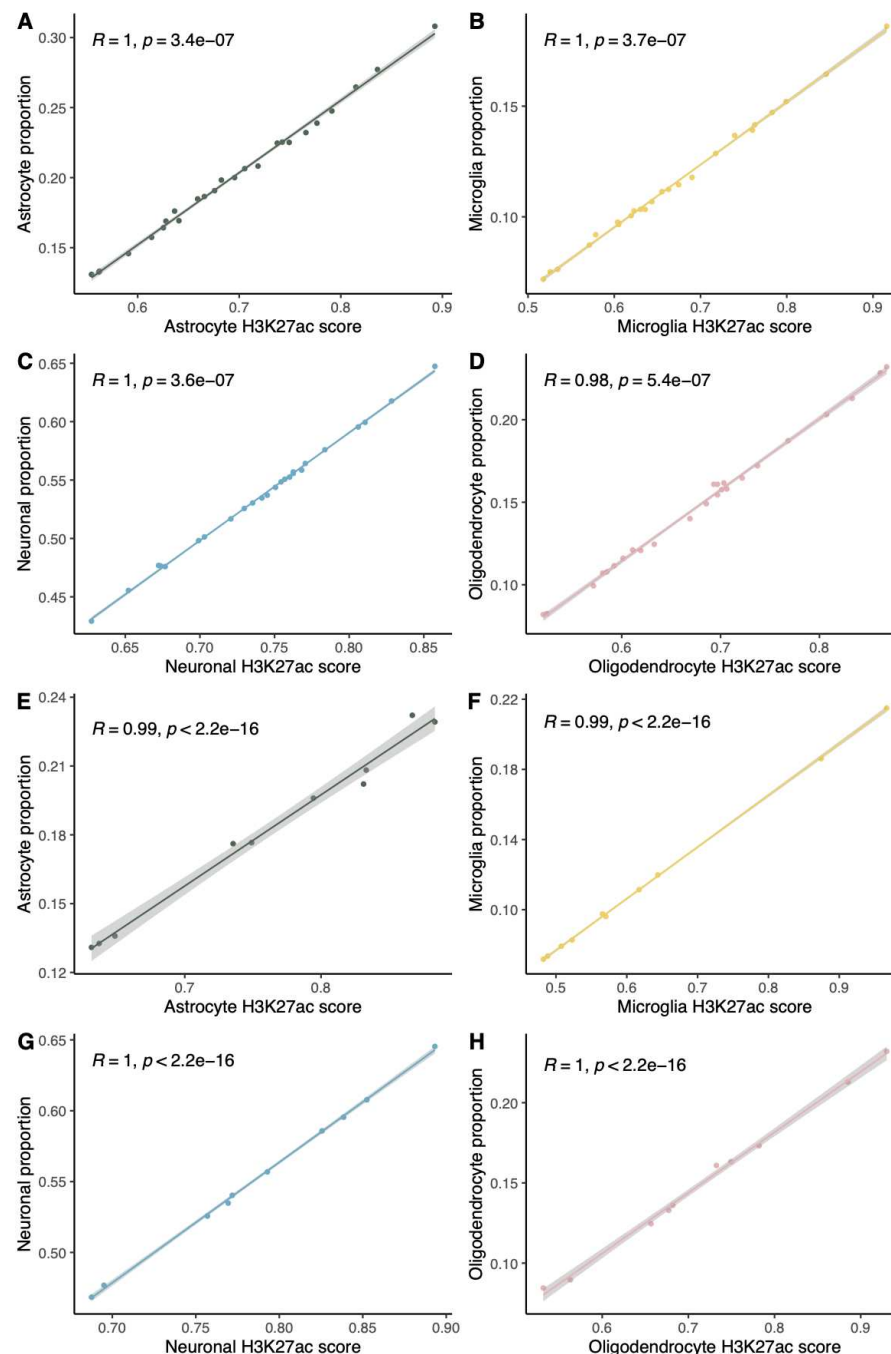 A
R = 1, p = 3.4e−07
Astrocyte proportion
0.30
0.25
0.20
0.15
0.6 0.7 0.8 0.9
Astrocyte H3K27ac score
B
R = 1, p = 3.7e−07
Microglia proportion
0.15
0.10
0.5 0.6 0.7 0.8 0.9
Microglia H3K27ac score
C
R = 1, p = 3.6e−07
Neuronal proportion
0.65
0.60
0.55
0.50
0.45
0.65 0.70 0.75 0.80 0.85
Neuronal H3K27ac score
D
R = 0.98, p = 5.4e−07
Oligodendrocyte proportion
0.20
0.15
0.10
0.6 0.7 0.8
Oligodendrocyte H3K27ac score
E
R = 0.99, p < 2.2e−16
Astrocyte proportion
0.24
0.21
0.18
0.15
0.12
0.7 0.8
Astrocyte H3K27ac score
F
R = 0.99, p < 2.2e−16
Microglia proportion
0.22
0.18
0.14
0.10
0.5 0.6 0.7 0.8 0.9
Microglia H3K27ac score
G
R = 1, p < 2.2e−16
Neuronal proportion
0.65
0.60
0.55
0.50
0.70 0.75 0.80 0.85 0.90
Neuronal H3K27ac score
H
R = 1, p < 2.2e−16
Oligodendrocyte proportion
0.20
0.15
0.10
0.6 0.7 0.8 0.9
Oligodendrocyte H3K27ac score